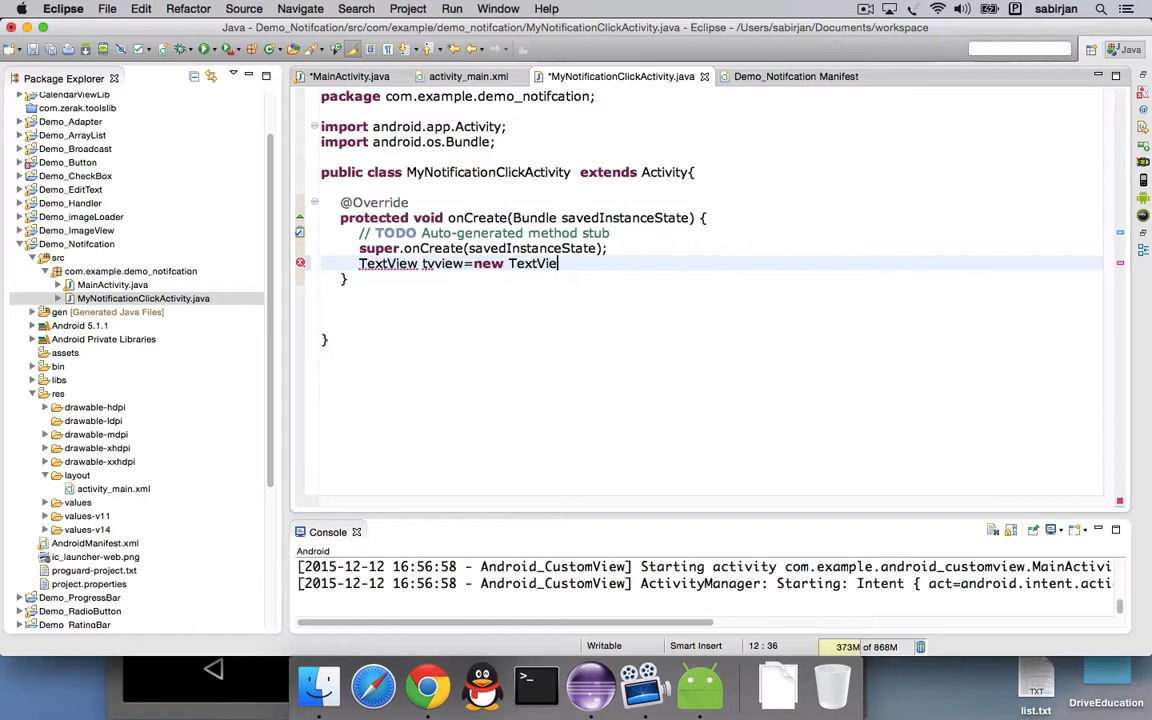 Eclipse File Edit Refactor Source Navigate Search Project Run Window Help sabirjan
Java - Demo_Notifcation/src/com/example/demo_notifcation/MyNotificationClickActivity.java - Eclipse - /Users/sabirjan/Documents/workspace
Java
Package Explorer
*MainActivity.java activity_main.xml *MyNotificationClickActivity.java Demo_Notifcation Manifest
CalendarViewLib
com.zerak.toolslib
Demo_Adapter
Demo_ArrayList
Demo_Broadcast
Demo_Button
Demo_CheckBox
Demo_EditText
Demo_Handler
Demo_imageLoader
Demo_ImageView
Demo_Notifcation
src
com.example.demo_notifcation
MainActivity.java
MyNotificationClickActivity.java
gen [Generated Java Files]
Android 5.1.1
Android Private Libraries
assets
bin
libs
res
drawable-hdpi
drawable-ldpi
drawable-mdpi
drawable-xhdpi
drawable-xxhdpi
layout
activity_main.xml
values
values-v11
values-v14
AndroidManifest.xml
ic_launcher-web.png
proguard-project.txt
project.properties
Demo_ProgressBar
Demo_RadioButton
Demo_RatingBar
package com.example.demo_notifcation;
import android.app.Activity;
import android.os.Bundle;
public class MyNotificationClickActivity extends Activity{
@Override
protected void onCreate(Bundle savedInstanceState) {
// TODO Auto-generated method stub
super.onCreate(savedInstanceState);
TextView tyview=new TextVie
}
}
Console
Android
[2015-12-12 16:56:58 - Android_CustomView] Starting activity com.example.android_customview.MainActivi
[2015-12-12 16:56:58 - Android_CustomView] ActivityManager: Starting: Intent { act=android.intent.acti
Writable Smart Insert 12 : 36 373M of 868M
TXT
list.txt
DriveEducation